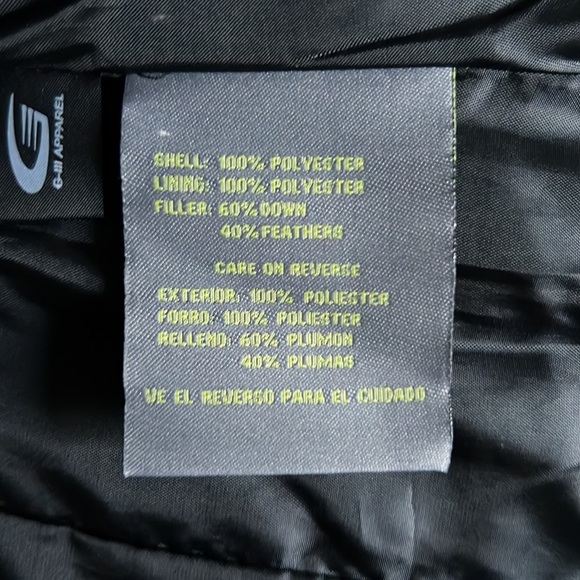 G-III APPAREL
SHELL: 100% POLYESTER
LINING: 100% POLYESTER
FILLER: 60% DOWN
40% FEATHERS
CARE ON REVERSE
EXTERIOR: 100% POLIESTER
FORRO: 100% POLIESTER
RELLENO: 60% PLUMON
40% PLUMAS
VE EL REVERSO PARA EL CUIDADO